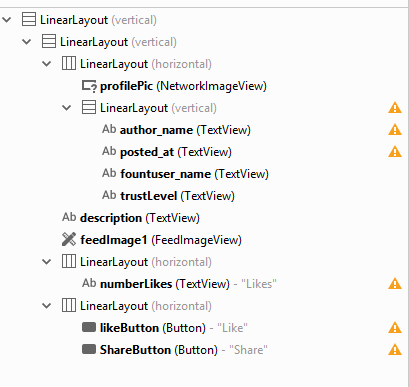 LinearLayout (vertical)
LinearLayout (vertical)
LinearLayout (horizontal)
profilePic (NetworkImageView)
LinearLayout (vertical)
Ab author_name (TextView)
Ab posted_at (TextView)
Ab fountuser_name (TextView)
Ab trustLevel (TextView)
Ab description (TextView)
feedImage1 (FeedImageView)
LinearLayout (horizontal)
Ab numberLikes (TextView) - "Likes"
LinearLayout (horizontal)
likeButton (Button) - "Like"
ShareButton (Button) - "Share"